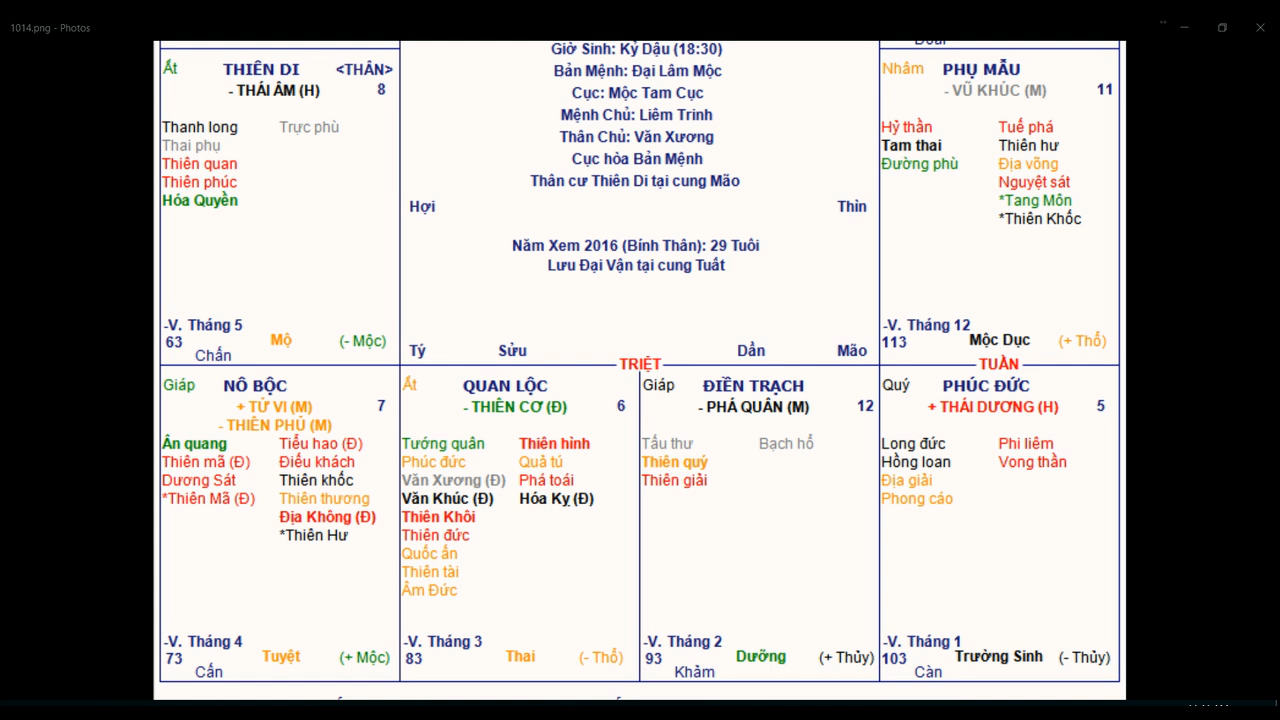 1014.png - Photos
Giờ Sinh: Kỷ Dậu (18:30)
Bản Mệnh: Đại Lâm Mộc
Cục: Mộc Tam Cục
Mệnh Chủ: Liêm Trinh
Thân Chủ: Văn Xương
Cục hòa Bản Mệnh
Thân cư Thiên Di tại cung Mão
Hợi Thìn
Năm Xem 2016 (Bính Thân): 29 Tuổi
Lưu Đại Vận tại cung Tuất
Tý Sửu Dần Mão
Ất THIÊN DI <THÂN>
- THÁI ÂM (H) 8
Thanh long Trực phù
Thai phụ
Thiên quan
Thiên phúc
Hóa Quyền
-V. Tháng 5
63 Mộ (- Mộc)
Chấn
Nhâm PHỤ MẪU
- VŨ KHÚC (M) 11
Hỷ thần Tuế phá
Tam thai Thiên hư
Đường phù Địa võng
Nguyệt sát
*Tang Môn
*Thiên Khốc
-V. Tháng 12
113 Mộc Dục (+ Thổ)
TRIỆT TUẦN
Giáp NÔ BỘC
+ TỬ VI (M) 7
- THIÊN PHỦ (M)
Ân quang Tiểu hao (Đ)
Thiên mã (Đ) Điếu khách
Dương Sát Thiên khốc
*Thiên Mã (Đ) Thiên thương
Địa Không (Đ)
*Thiên Hư
-V. Tháng 4
73 Tuyệt (+ Mộc)
Cấn
Ất QUAN LỘC
- THIÊN CƠ (Đ) 6
Tướng quân Thiên hình
Phúc đức Quả tú
Văn Xương (Đ) Phá toái
Văn Khúc (Đ) Hóa Kỵ (Đ)
Thiên Khôi
Thiên đức
Quốc ấn
Thiên tài
Âm Đức
-V. Tháng 3
83 Thai (- Thổ)
Giáp ĐIỀN TRẠCH
- PHÁ QUÂN (M) 12
Tấu thư Bạch hổ
Thiên quý
Thiên giải
-V. Tháng 2
93 Dưỡng (+ Thủy)
Khảm
Quý PHÚC ĐỨC
+ THÁI DƯƠNG (H) 5
Long đức Phi liêm
Hồng loan Vong thần
Địa giải
Phong cáo
-V. Tháng 1
103 Trường Sinh (- Thủy)
Càn